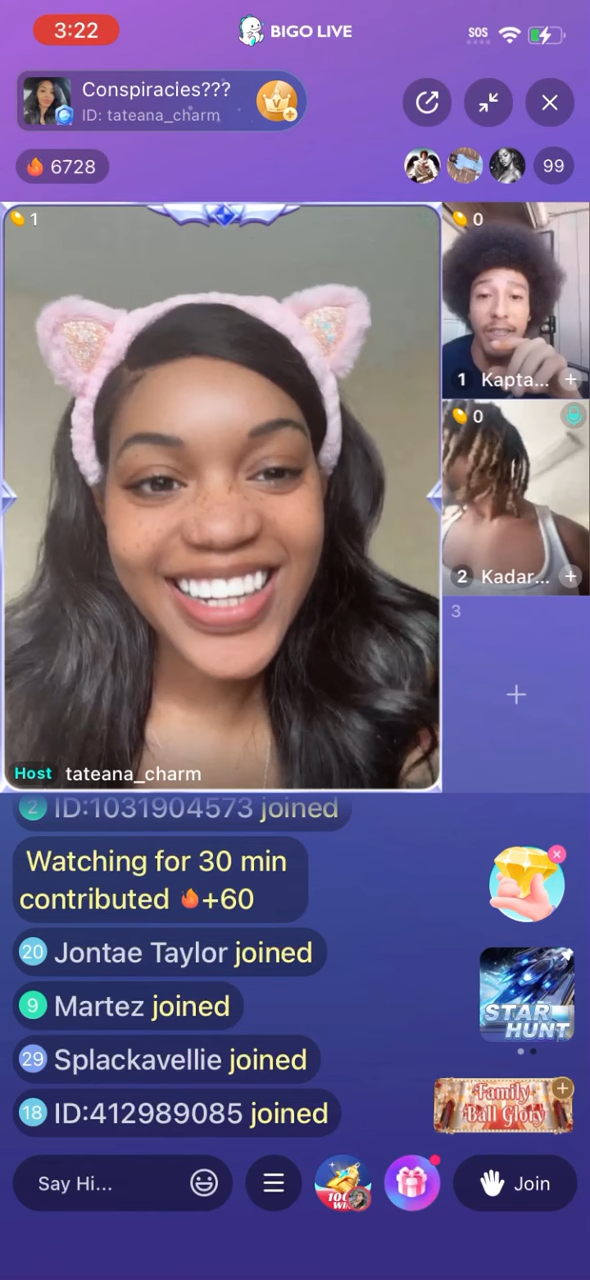 3:22
BIGO LIVE
SOS
Conspiracies???
ID: tateana_charm
6728
99
1
0
1 Kapta... +
0
2 Kadar... +
3
Host tateana_charm
2 ID:1031904573 joined
Watching for 30 min
contributed +60
20 Jontae Taylor joined
9 Martez joined
STAR
HUNT
29 Splackavellie joined
Family
Ball Glory
18 ID:412989085 joined
Say Hi...
Join